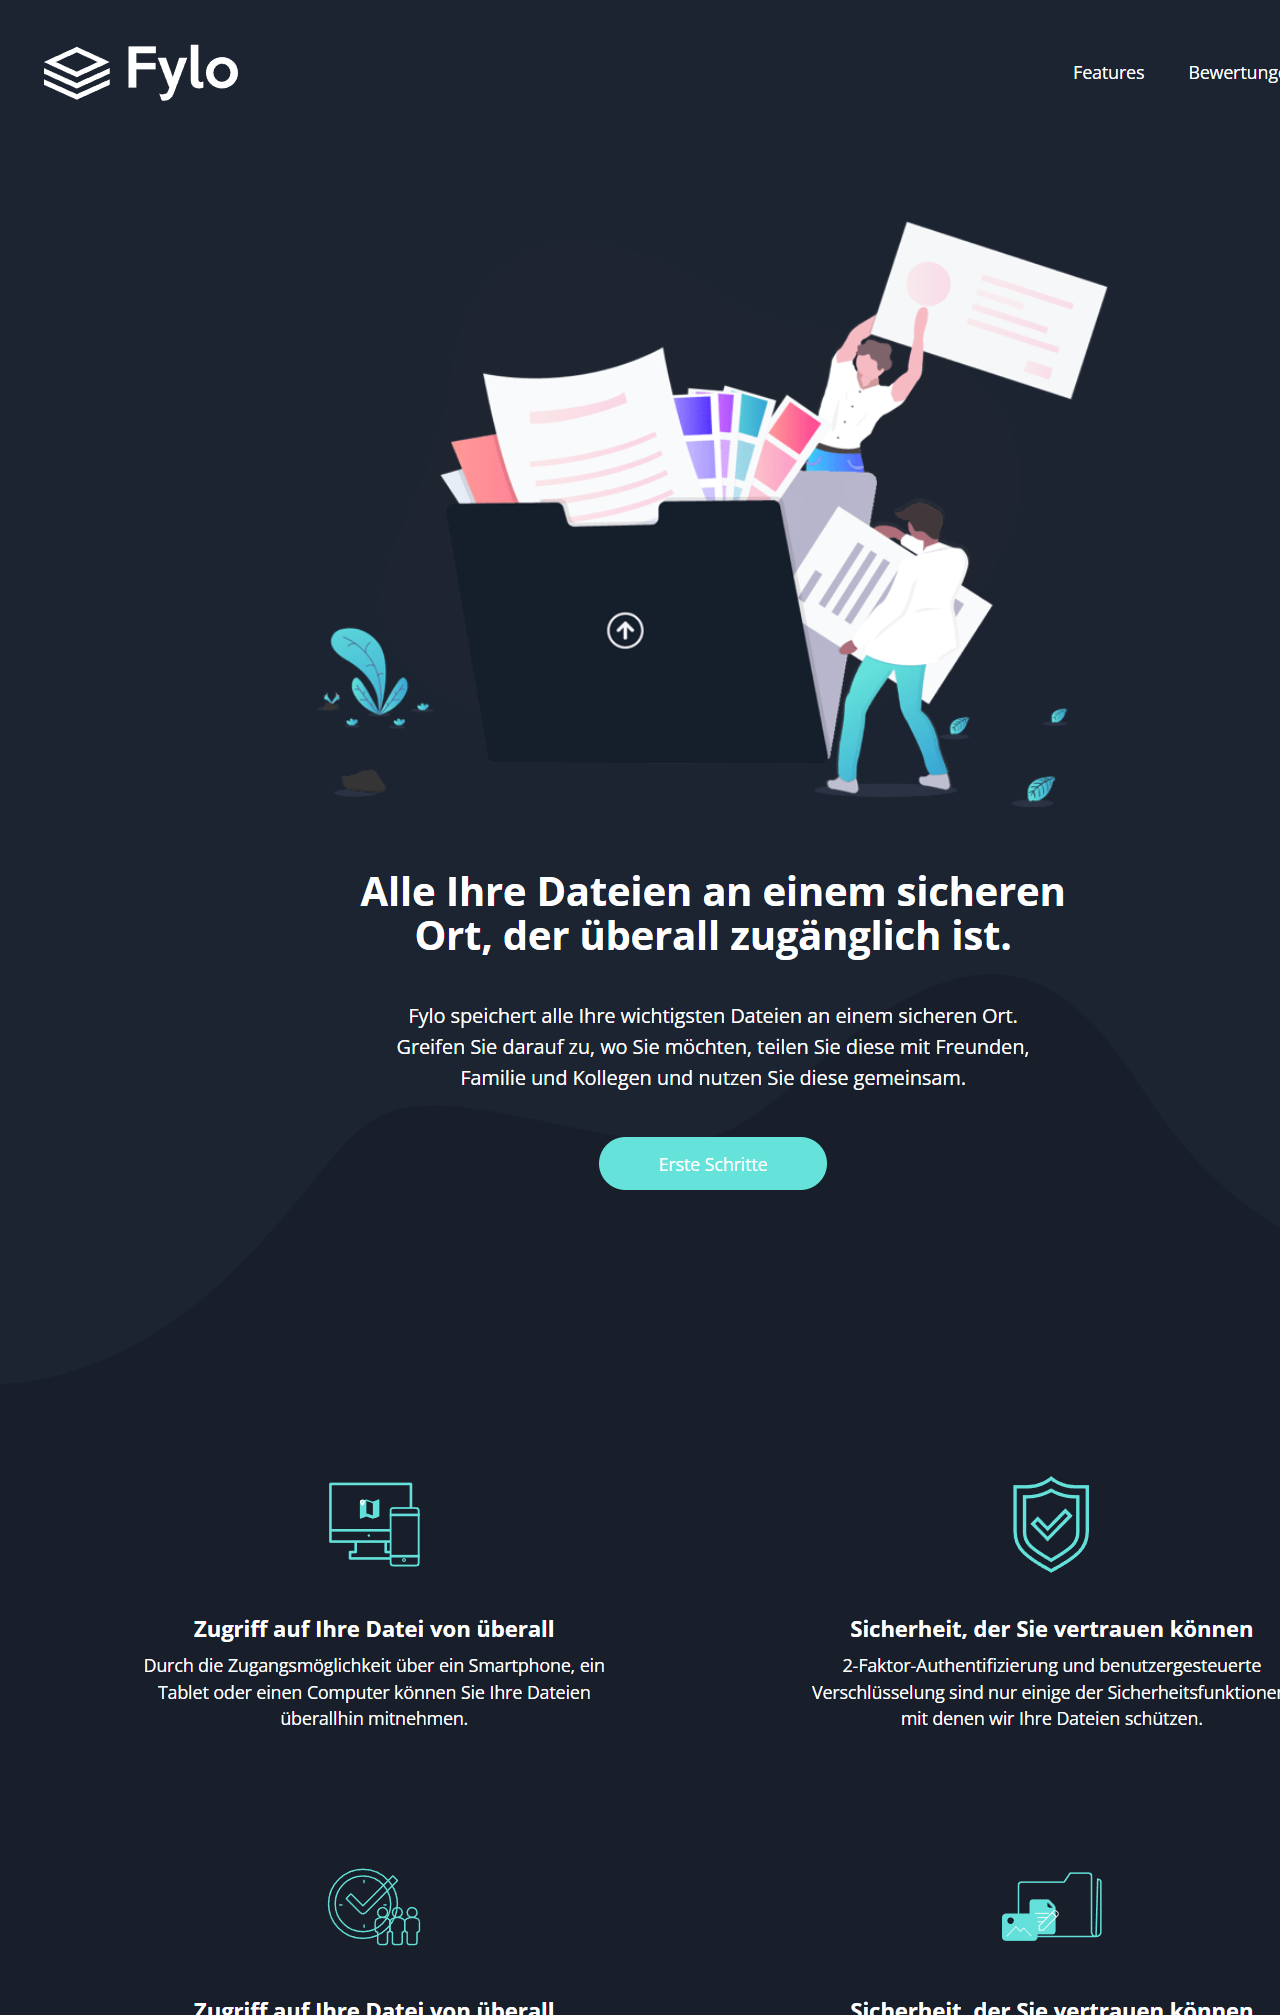 Fylo
Features
Alle Ihre Dateien an einem sicheren
Ort, der überall zugänglich ist.
Fylo speichert alle Ihre wichtigsten Dateien an einem sicheren Ort.
Greifen Sie darauf zu, wo Sie möchten, teilen Sie diese mit Freunden,
Familie und Kollegen und nutzen Sie diese gemeinsam.
Erste Schritte
Zugriff auf Ihre Datei von überall
Durch die Zugangsmöglichkeit über ein Smartphone, ein
Tablet oder einen Computer können Sie Ihre Dateien
überallhin mitnehmen.
Sicherheit, der Sie vertrauen können
2-Faktor-Authentifizierung und benutzergesteuerte
Verschlüsselung sind nur einige der Sicherheitsfunktionen
mit denen wir Ihre Dateien schützen.
Zugriff auf Ihre Datei von überall
Sicherheit, der Sie vertrauen können